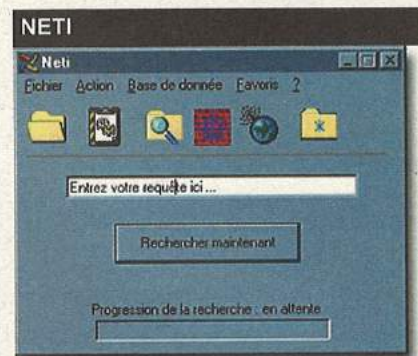 NETI
Neti
Fichier Action Base de donnée Favoris ?
Entrez votre requête ici ...
Rechercher maintenant
Progression de la recherche : en attente